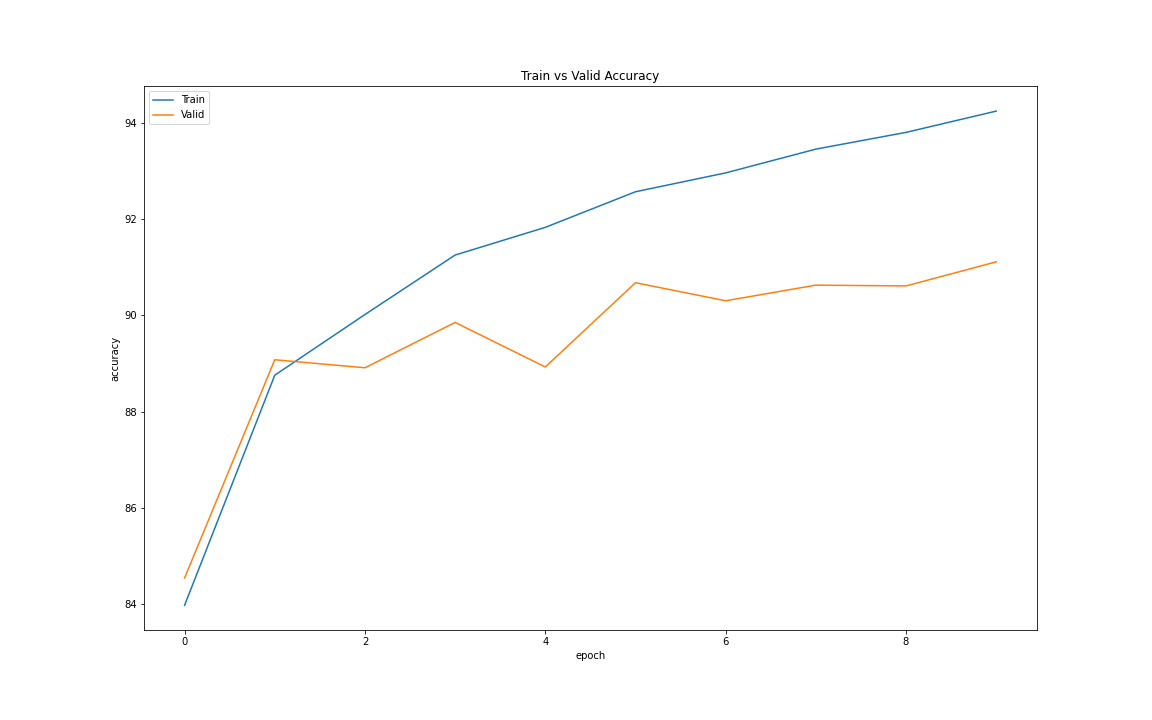 Train vs Valid Accuracy
Train
Valid
94
92
90
88
86
84
accuracy
0 2 4 6 8
epoch